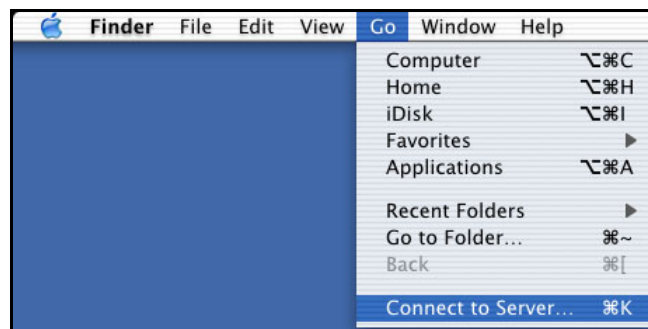 Finder File Edit View Go Window Help
Computer ⌥⌘C
Home ⌥⌘H
iDisk ⌥⌘I
Favorites ▶
Applications ⌥⌘A
Recent Folders ▶
Go to Folder... ⌘~
Back ⌘[
Connect to Server... ⌘K